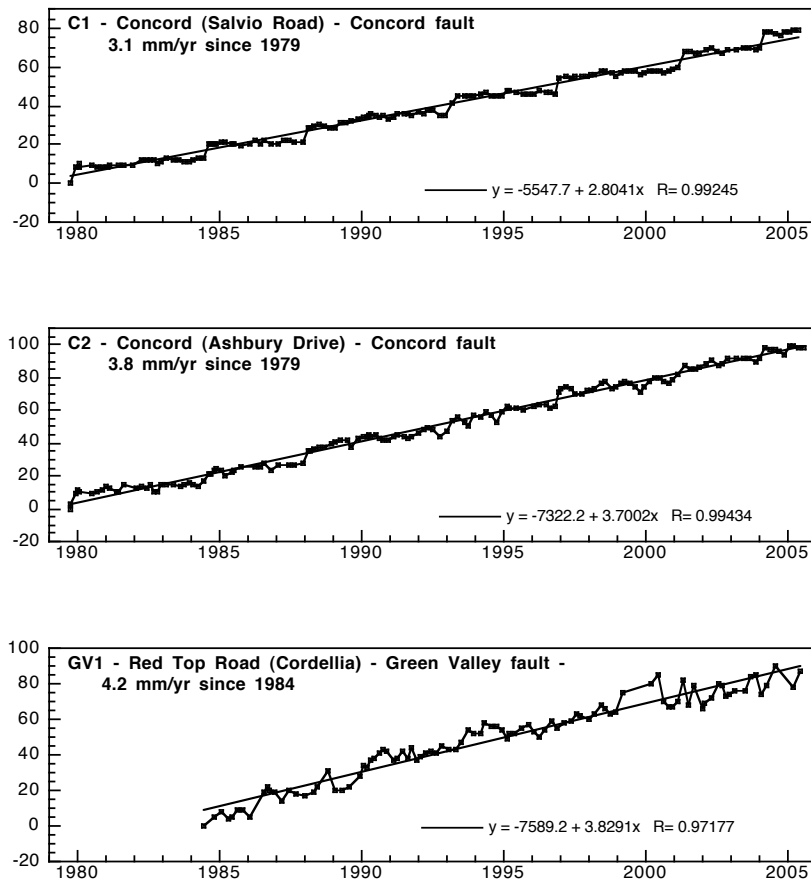 C1 - Concord (Salvio Road) - Concord fault
3.1 mm/yr since 1979
80
60
40
20
0
-20
y = -5547.7 + 2.8041x R= 0.99245
1980 1985 1990 1995 2000 2005
C2 - Concord (Ashbury Drive) - Concord fault
3.8 mm/yr since 1979
100
80
60
40
20
0
-20
y = -7322.2 + 3.7002x R= 0.99434
1980 1985 1990 1995 2000 2005
GV1 - Red Top Road (Cordellia) - Green Valley fault -
4.2 mm/yr since 1984
100
80
60
40
20
0
-20
y = -7589.2 + 3.8291x R= 0.97177
1980 1985 1990 1995 2000 2005